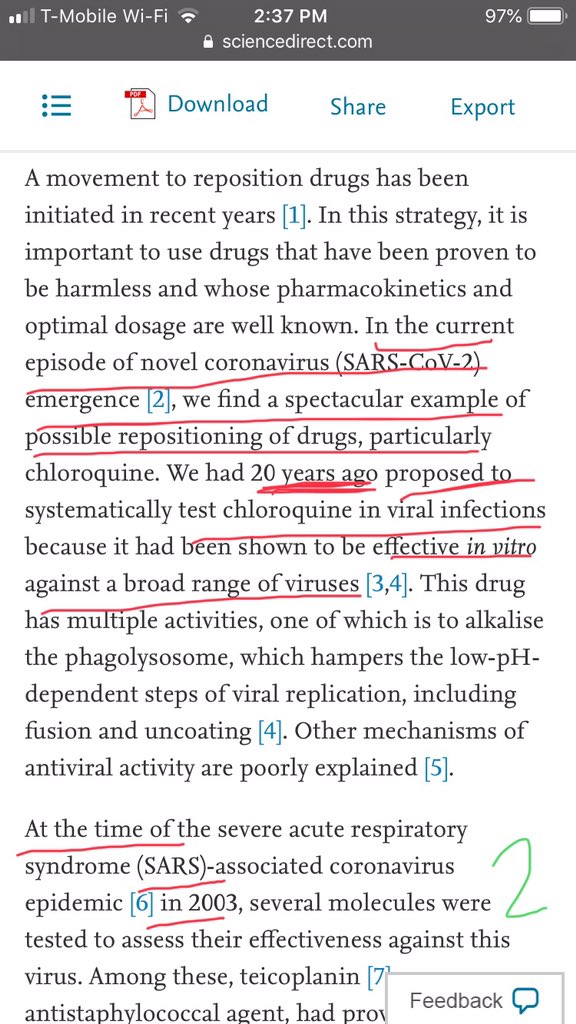 T-Mobile Wi-Fi 2:37 PM 97%
sciencedirect.com
Download Share Export
A movement to reposition drugs has been
initiated in recent years [1]. In this strategy, it is
important to use drugs that have been proven to
be harmless and whose pharmacokinetics and
optimal dosage are well known. In the current
episode of novel coronavirus (SARS-CoV-2)
emergence [2], we find a spectacular example of
possible repositioning of drugs, particularly
chloroquine. We had 20 years ago proposed to
systematically test chloroquine in viral infections
because it had been shown to be effective in vitro
against a broad range of viruses [3,4]. This drug
has multiple activities, one of which is to alkalise
the phagolysosome, which hampers the low-pH-
dependent steps of viral replication, including
fusion and uncoating [4]. Other mechanisms of
antiviral activity are poorly explained [5].
At the time of the severe acute respiratory
syndrome (SARS)-associated coronavirus
epidemic [6] in 2003, several molecules were
2
tested to assess their effectiveness against this
virus. Among these, teicoplanin [7]
antistaphylococcal agent, had prov
Feedback